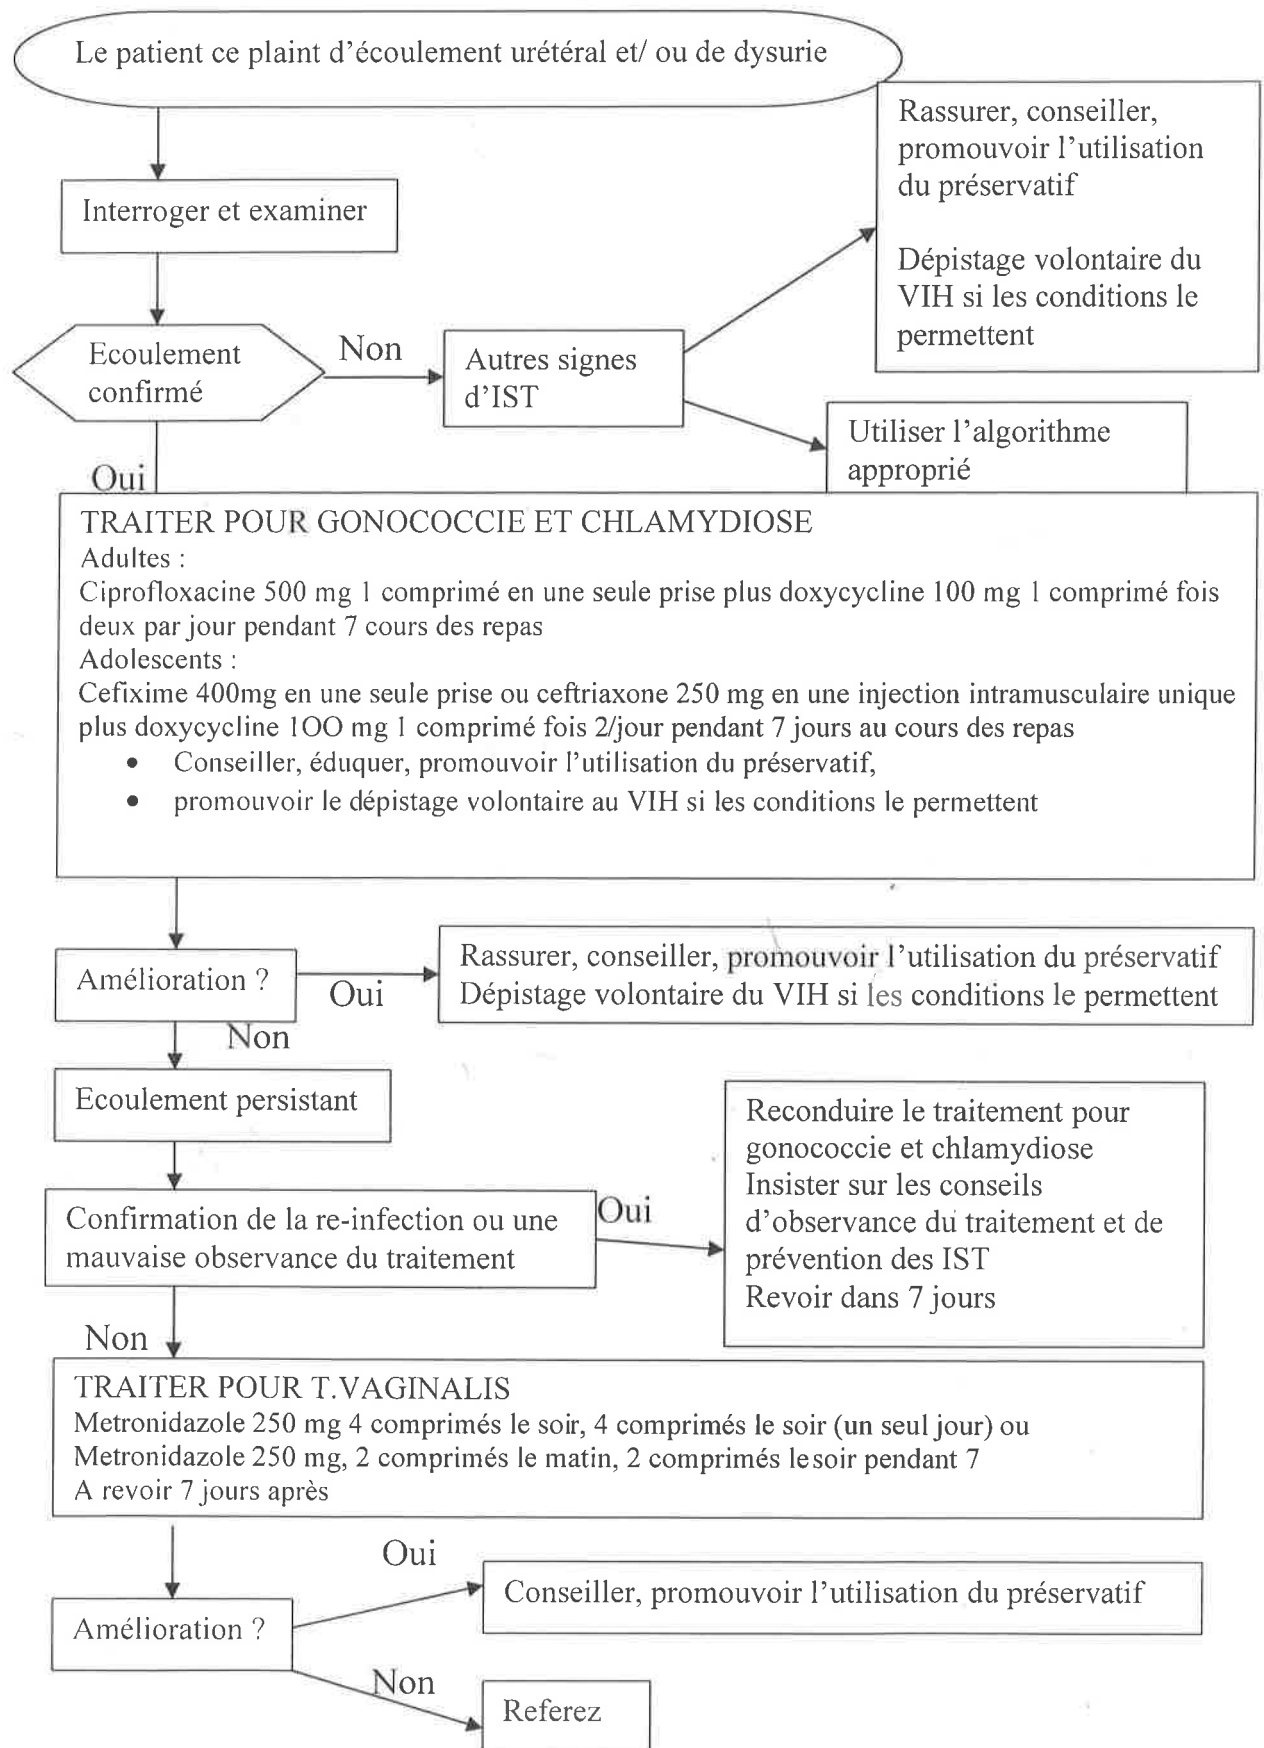 Le patient ce plaint d'écoulement urétéral et/ ou de dysurie
Rassurer, conseiller,
promouvoir l'utilisation
du préservatif
Dépistage volontaire du
VIH si les conditions le
permettent
Interroger et examiner
Ecoulement
confirmé
Non
Autres signes
d'IST
Utiliser l'algorithme
approprié
Oui
TRAITER POUR GONOCOCCIE ET CHLAMYDIOSE
Adultes :
Ciprofloxacine 500 mg 1 comprimé en une seule prise plus doxycycline 100 mg 1 comprimé fois
deux par jour pendant 7 cours des repas
Adolescents :
Cefixime 400mg en une seule prise ou ceftriaxone 250 mg en une injection intramusculaire unique
plus doxycycline 1OO mg 1 comprimé fois 2/jour pendant 7 jours au cours des repas
• Conseiller, éduquer, promouvoir l'utilisation du préservatif,
• promouvoir le dépistage volontaire au VIH si les conditions le permettent
Amélioration ?
Oui
Rassurer, conseiller, promouvoir l'utilisation du préservatif
Dépistage volontaire du VIH si les conditions le permettent
Non
Ecoulement persistant
Confirmation de la re-infection ou une
mauvaise observance du traitement
Oui
Reconduire le traitement pour
gonococcie et chlamydiose
Insister sur les conseils
d'observance du traitement et de
prévention des IST
Revoir dans 7 jours
Non
TRAITER POUR T.VAGINALIS
Metronidazole 250 mg 4 comprimés le soir, 4 comprimés le soir (un seul jour) ou
Metronidazole 250 mg, 2 comprimés le matin, 2 comprimés le soir pendant 7
A revoir 7 jours après
Amélioration ?
Oui
Conseiller, promouvoir l'utilisation du préservatif
Non
Referez